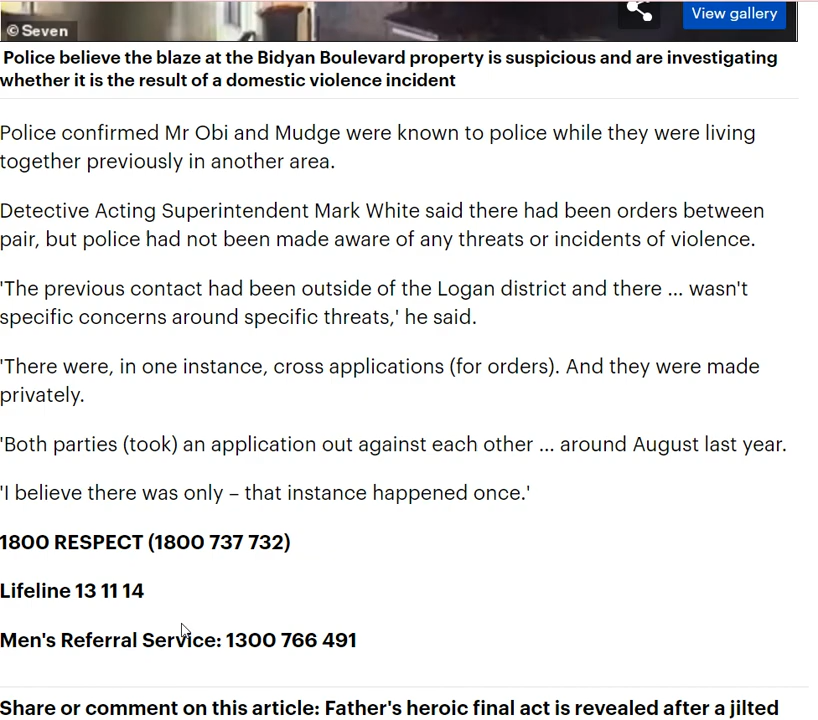 © Seven
View gallery
Police believe the blaze at the Bidyan Boulevard property is suspicious and are investigating
whether it is the result of a domestic violence incident
Police confirmed Mr Obi and Mudge were known to police while they were living
together previously in another area.
Detective Acting Superintendent Mark White said there had been orders between
pair, but police had not been made aware of any threats or incidents of violence.
'The previous contact had been outside of the Logan district and there ... wasn't
specific concerns around specific threats,' he said.
'There were, in one instance, cross applications (for orders). And they were made
privately.
'Both parties (took) an application out against each other ... around August last year.
'I believe there was only – that instance happened once.'
1800 RESPECT (1800 737 732)
Lifeline 13 11 14
Men's Referral Service: 1300 766 491
Share or comment on this article: Father's heroic final act is revealed after a jilted